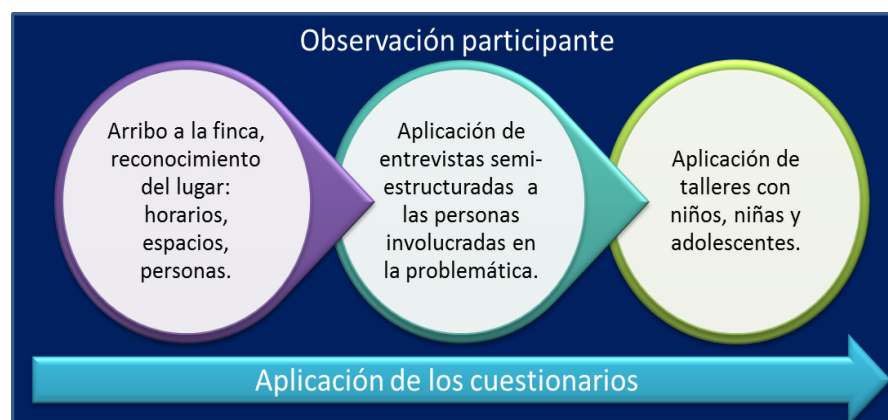 Observación participante
Arribo a la finca,
reconocimiento
del lugar:
horarios,
espacios,
personas.
Aplicación de
entrevistas semi-
estructuradas a
las personas
involucradas en
la problemática.
Aplicación de
talleres con
niños, niñas y
adolescentes.
Aplicación de los cuestionarios